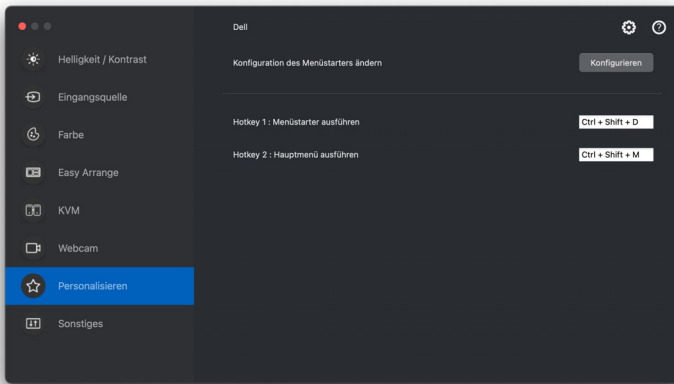 Dell
Helligkeit / Kontrast
Konfiguration des Menüstarters ändern
Konfigurieren
Eingangsquelle
Hotkey 1 : Menüstarter ausführen
Ctrl + Shift + D
Farbe
Hotkey 2 : Hauptmenü ausführen
Ctrl + Shift + M
Easy Arrange
KVM
Webcam
Personalisieren
Sonstiges